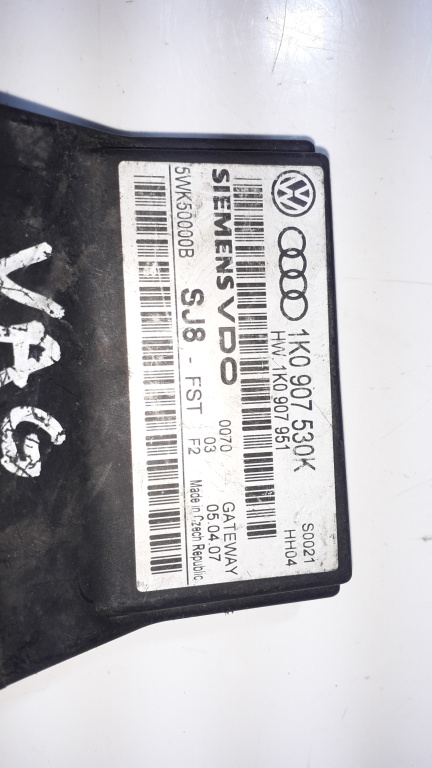 VAG
1K0 907 530K
HW 1K0 907 951
S0021
HH04
SIEMENS VDO
0070 GATEWAY
03 05.04.07
5WK50000B
SJ8 - FST
F2 Made in Czech Republic